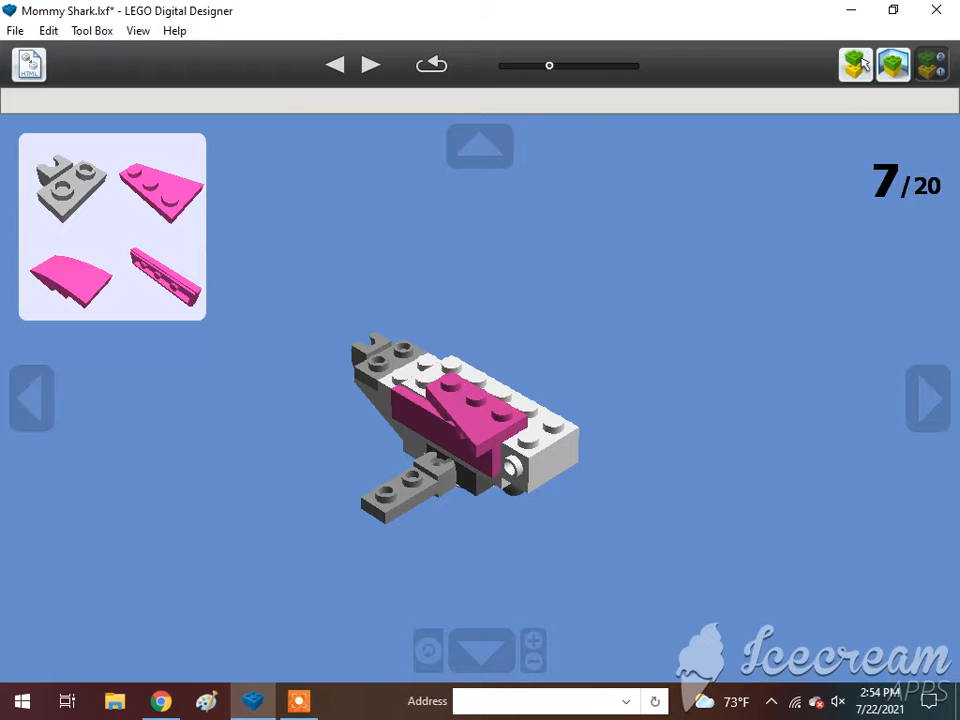 Mommy Shark.lxf* - LEGO Digital Designer
File Edit Tool Box View Help
HTML
7/20
Icecream
APPS
Address
73°F
2:54 PM
7/22/2021